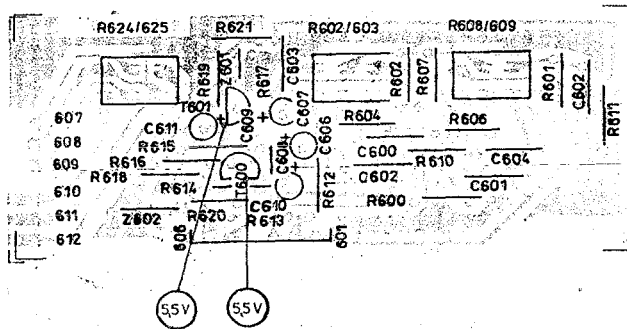 R624/625 R621 R602/603 R608/609
R619 Z601 R617 C603 R602 R607 R601 C602 R611
T601 C609 C607
607 R604 R606
608 C611 C606
R615 C608 C600 R610 C604
609 R616
R618 C602 C601
610 R614 T600 R612
C610 R600
611 Z602 R620 R613
612 606 601
5,5V 5,5V